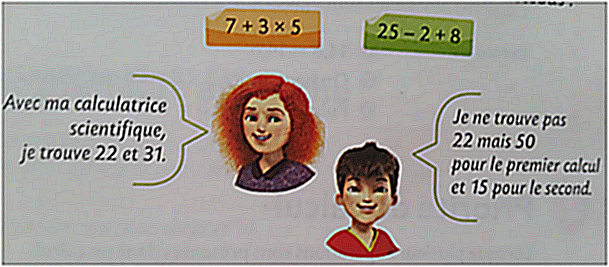 7 + 3 × 5
25 – 2 + 8
Avec ma calculatrice
scientifique,
je trouve 22 et 31.
Je ne trouve pas
22 mais 50
pour le premier calcul
et 15 pour le second.